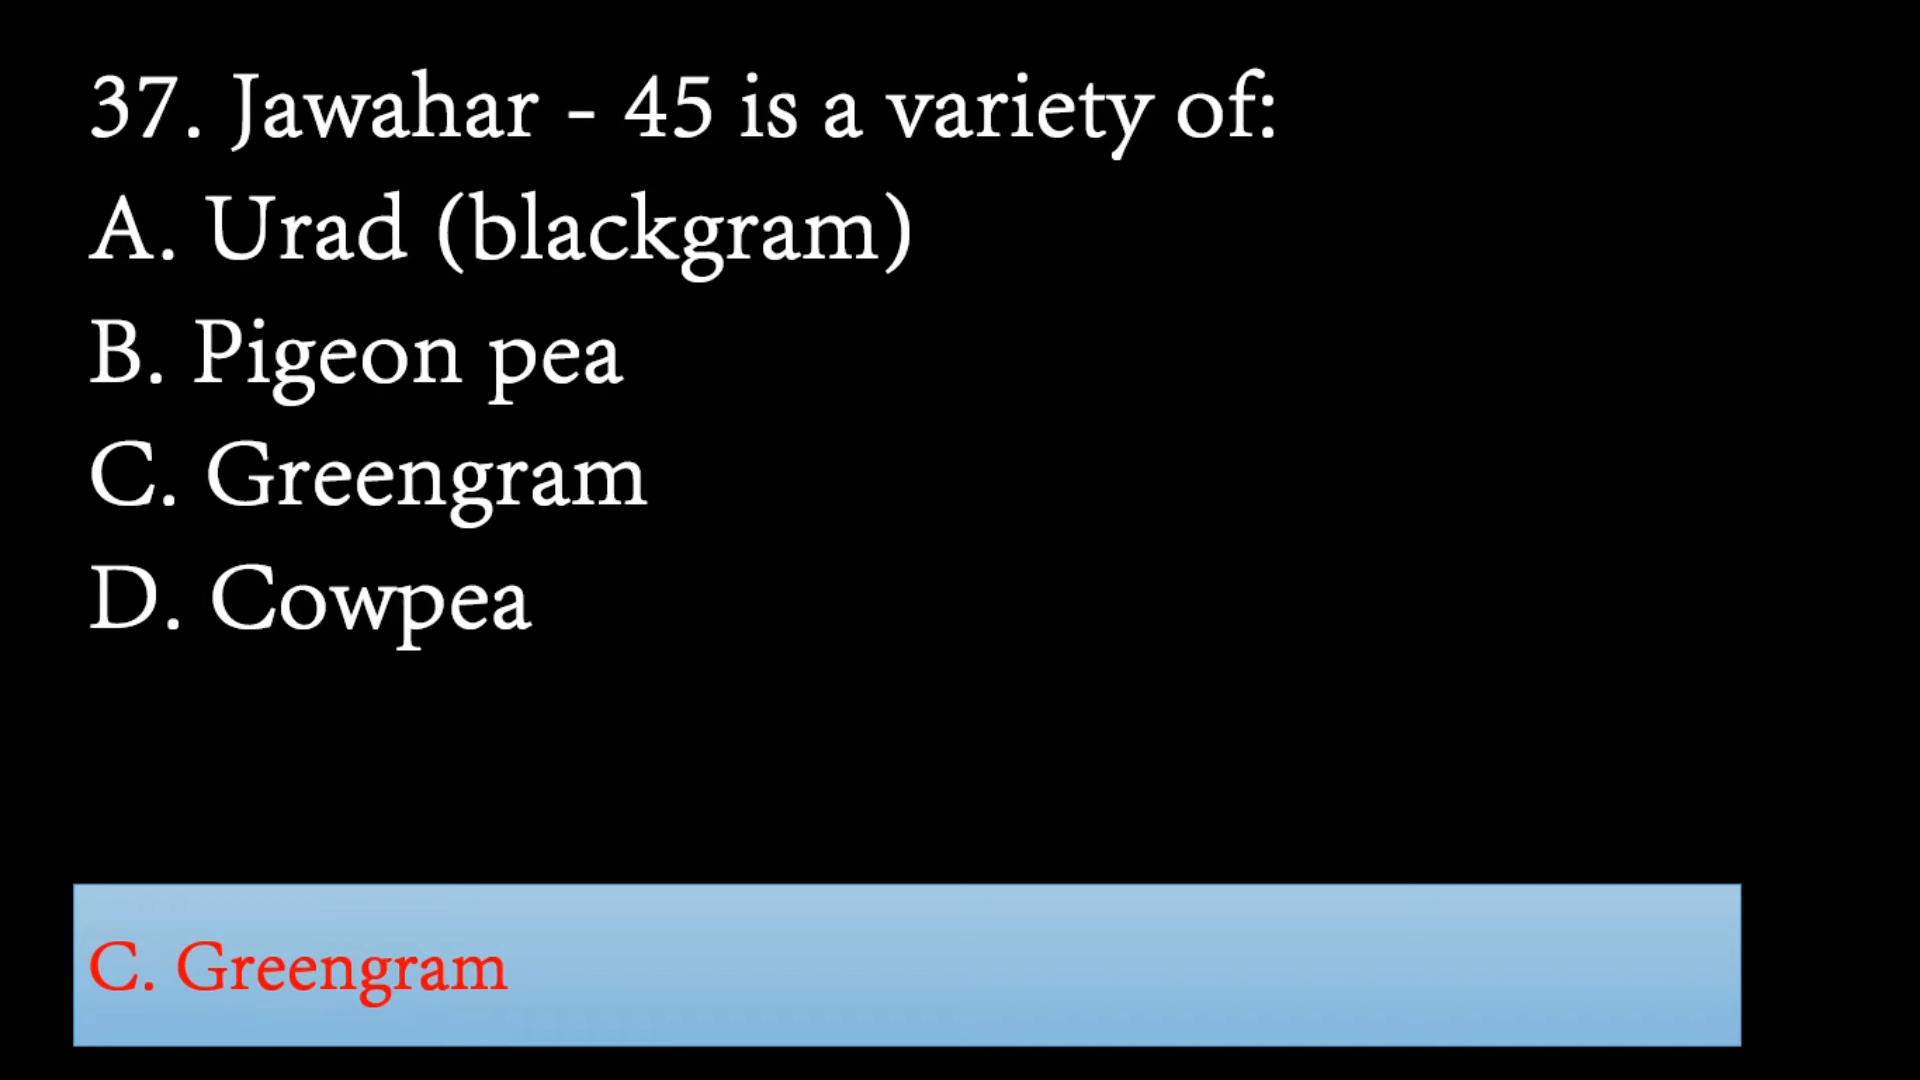 37. Jawahar - 45 is a variety of:
A. Urad (blackgram)
B. Pigeon pea
C. Greengram
D. Cowpea
C. Greengram